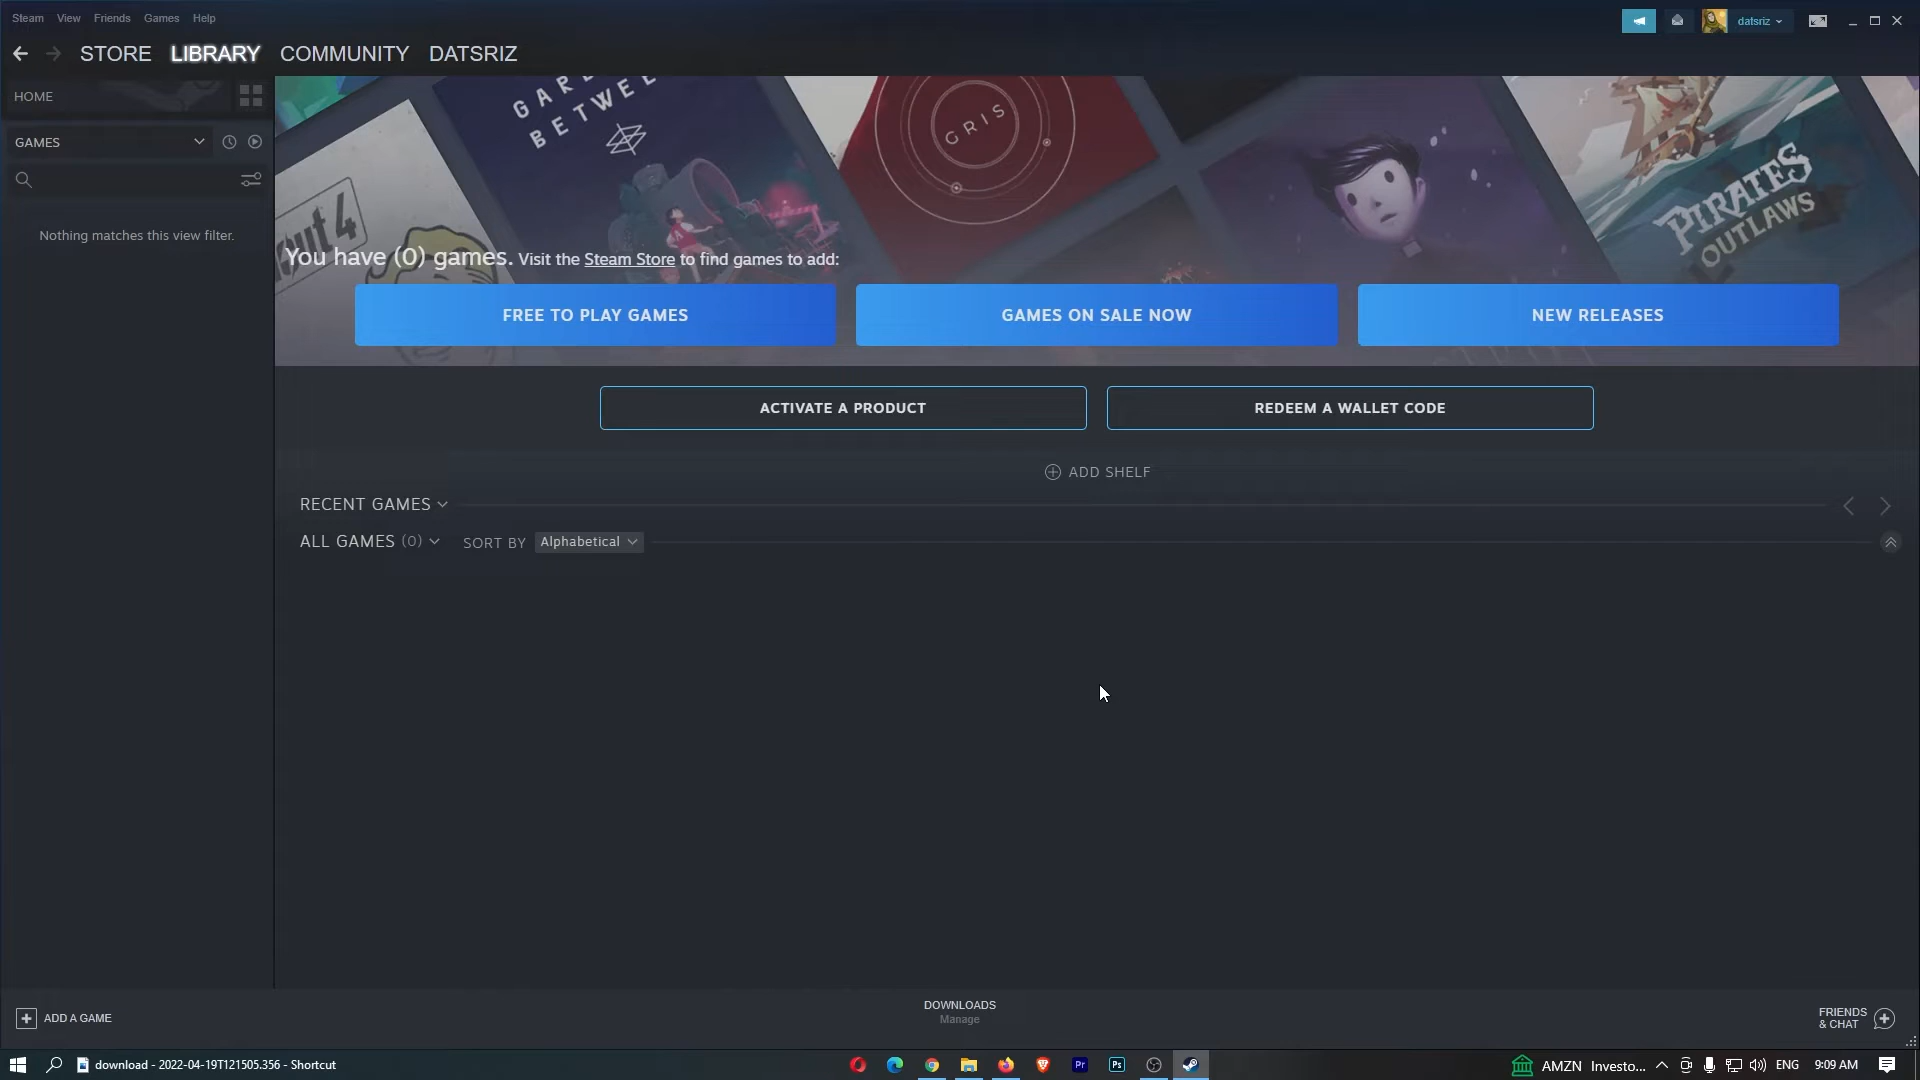 Steam View Friends Games Help
datsriz
STORE LIBRARY COMMUNITY DATSRIZ
HOME
GAMES
Nothing matches this view filter.
GRIS
PIRATES
OUTLAWS
You have (0) games. Visit the Steam Store to find games to add:
FREE TO PLAY GAMES
GAMES ON SALE NOW
NEW RELEASES
ACTIVATE A PRODUCT
REDEEM A WALLET CODE
ADD SHELF
RECENT GAMES
ALL GAMES (0) SORT BY Alphabetical
ADD A GAME
DOWNLOADS
Manage
FRIENDS
& CHAT
download - 2022-04-19T121505.356 - Shortcut
Pr
Ps
AMZN Investo...
ENG
9:09 AM